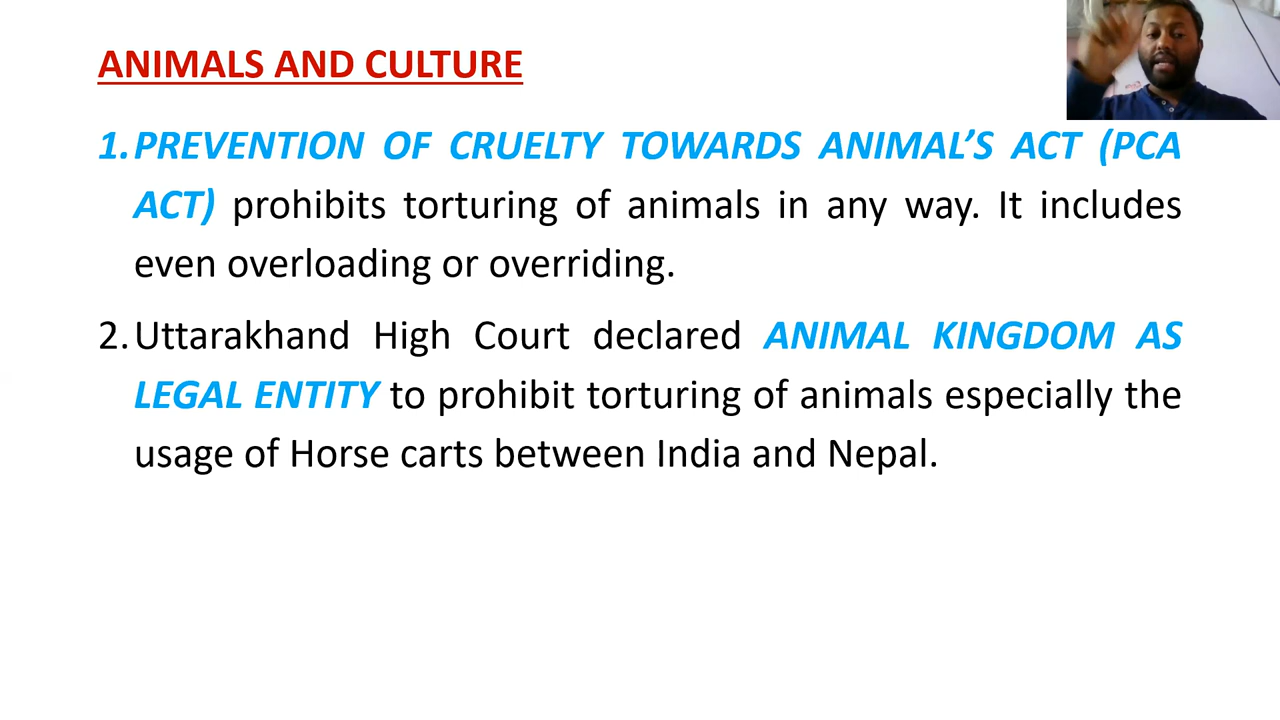 ANIMALS AND CULTURE
1. PREVENTION OF CRUELTY TOWARDS ANIMAL’S ACT (PCA
ACT) prohibits torturing of animals in any way. It includes
even overloading or overriding.
2. Uttarakhand High Court declared ANIMAL KINGDOM AS
LEGAL ENTITY to prohibit torturing of animals especially the
usage of Horse carts between India and Nepal.